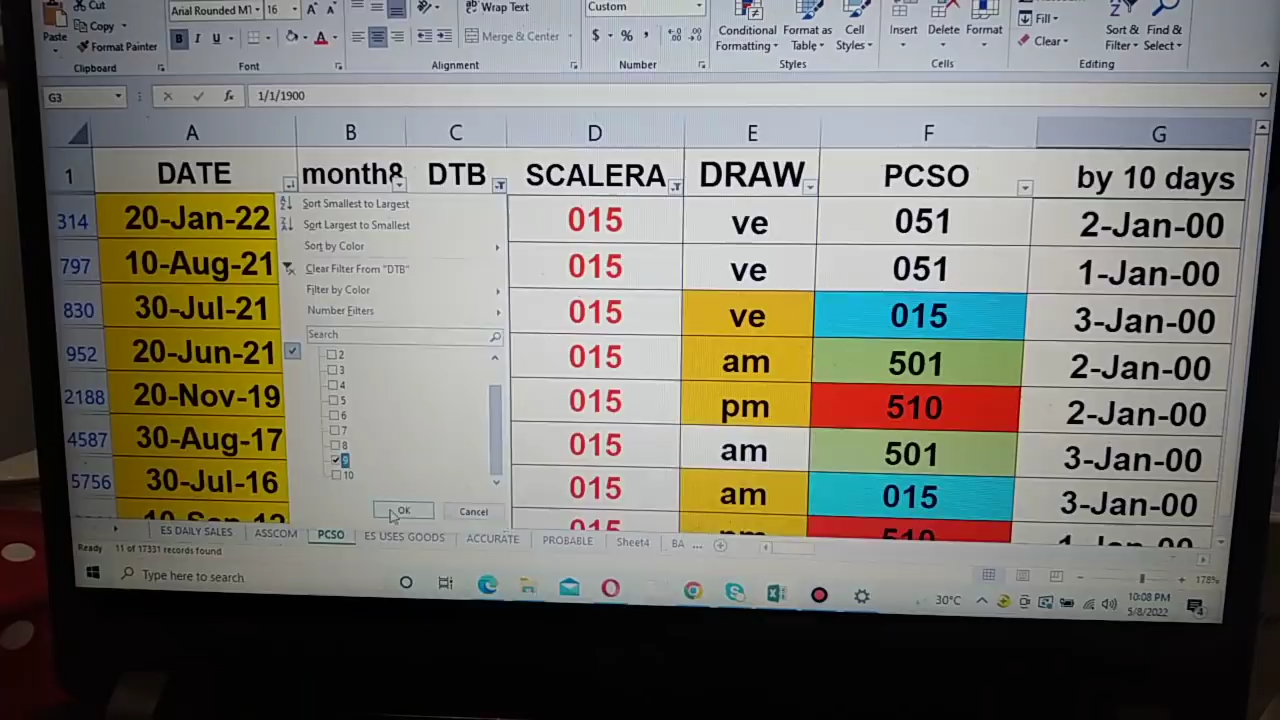 Cut
Copy
Format Painter
Paste
Clipboard
Arial Rounded MT
16
A A
B I U
A
Font
Wrap Text
Merge & Center
Alignment
Custom
$ % ,
Number
Conditional Formatting
Format as Table
Cell Styles
Styles
Insert
Delete
Format
Cells
Fill
Clear
Sort & Filter
Find & Select
Editing
G3
fx
1/1/1900
A B C D E F G
1 DATE month8 DTB SCALERA DRAW PCSO by 10 days
314 20-Jan-22 015 ve 051 2-Jan-00
797 10-Aug-21 015 ve 051 1-Jan-00
830 30-Jul-21 015 ve 015 3-Jan-00
952 20-Jun-21 015 am 501 2-Jan-00
2188 20-Nov-19 015 pm 510 2-Jan-00
4587 30-Aug-17 015 am 501 3-Jan-00
5756 30-Jul-16 015 am 015 3-Jan-00
015 510
Sort Smallest to Largest
Sort Largest to Smallest
Sort by Color
Clear Filter From "DTB"
Filter by Color
Number Filters
Search
2
3
4
5
6
7
8
9
10
OK
Cancel
ES DAILY SALES ASSCOM PCSO ES USES GOODS ACCURATE PROBABLE Sheet4 BA ...
Ready 11 of 17331 records found
178%
Type here to search
30°C
10:08 PM
5/8/2022
4